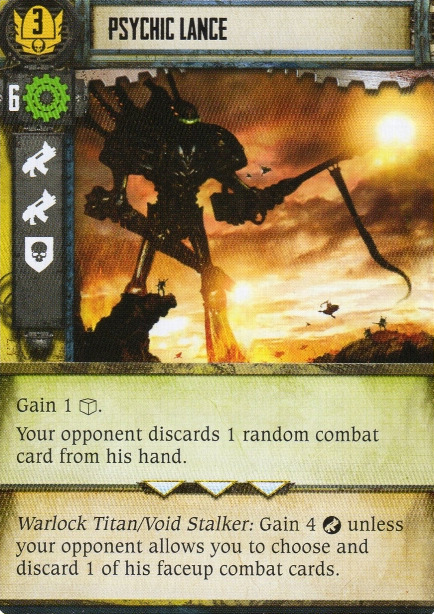 3
PSYCHIC LANCE
6
Gain 1 .
Your opponent discards 1 random combat
card from his hand.
Warlock Titan/Void Stalker: Gain 4 unless
your opponent allows you to choose and
discard 1 of his faceup combat cards.